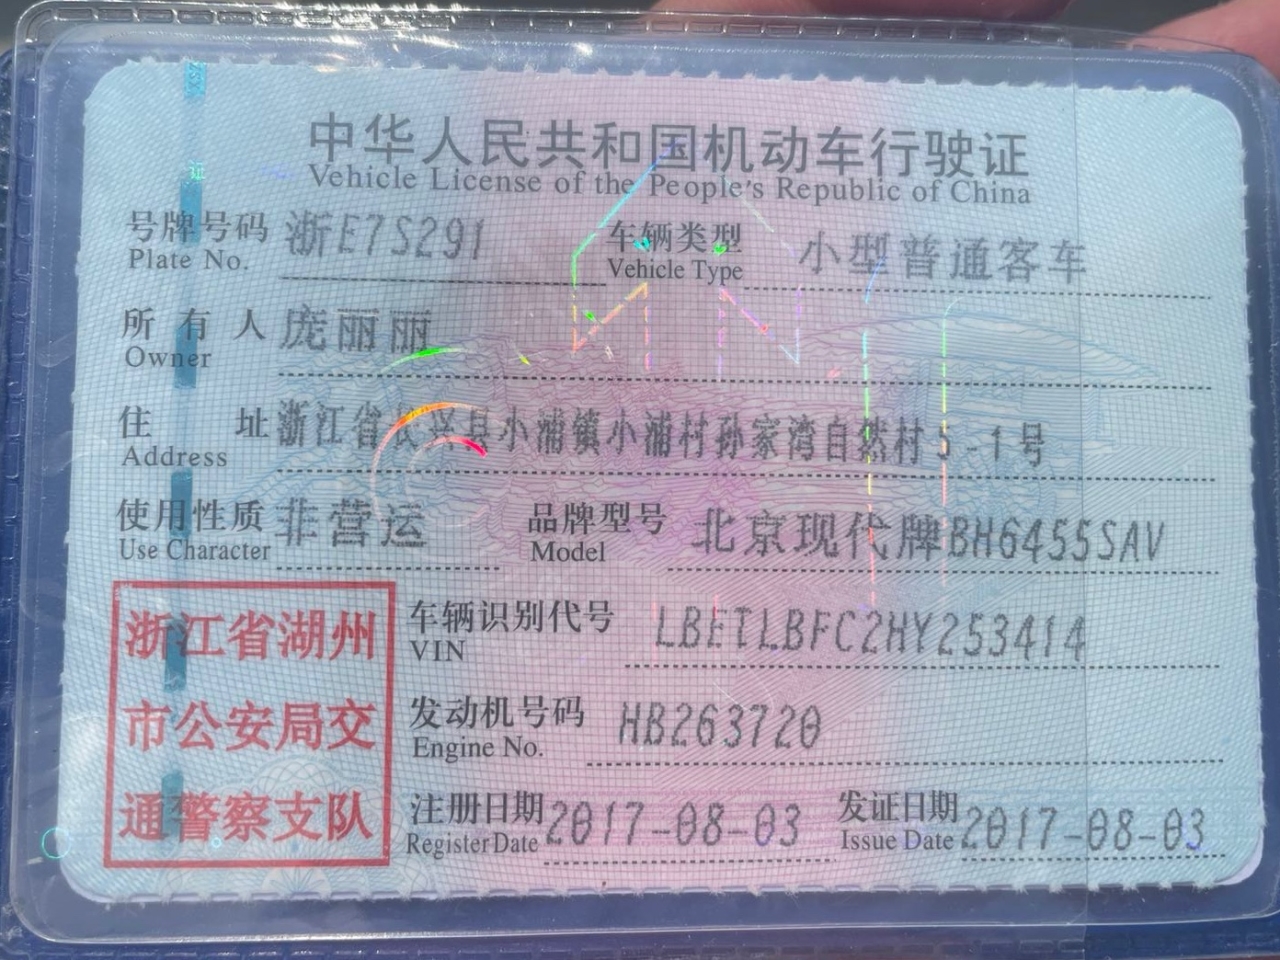 中华人民共和国机动车行驶证
Vehicle License of the People's Republic of China
号牌号码 浙E7S291 车辆类型 小型普通客车
Plate No. Vehicle Type
所有人 庞丽丽
Owner
住址 浙江省长兴县小浦镇小浦村孙家湾自然村5-1号
Address
使用性质 非营运 品牌型号 北京现代牌BH6455SAV
Use Character Model
浙江省湖州
市公安局交
通警察支队
车辆识别代号 LBETLBFC2HY253414
VIN
发动机号码 HB263720
Engine No.
注册日期 2017-08-03 发证日期 2017-08-03
Register Date Issue Date